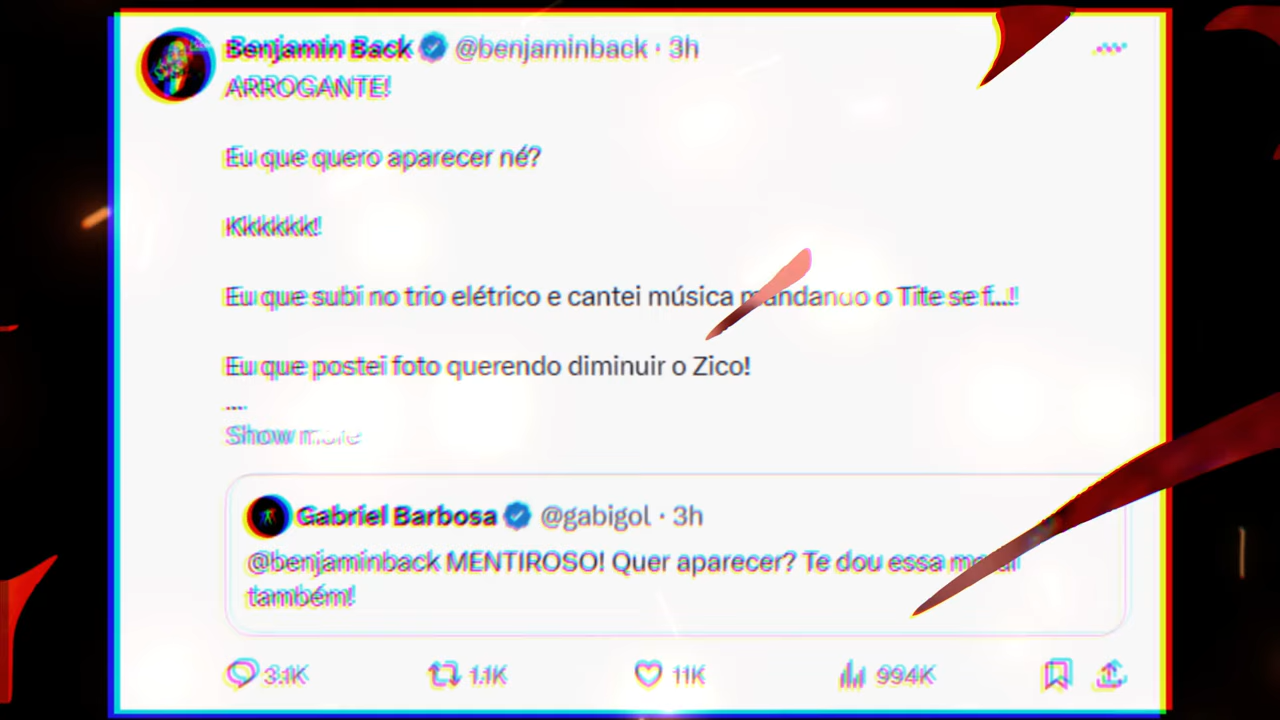 Benjamin Back @benjaminback · 3h
ARROGANTE!
Eu que quero aparecer né?
Kkkkkkk!
Eu que subi no trio elétrico e cantei música mandando o Tite se f...!!
Eu que postei foto querendo diminuir o Zico!
...
Show more
Gabriel Barbosa @gabigol · 3h
@benjaminback MENTIROSO! Quer aparecer? Te dou essa moral
também!
3.1K 1.1K 11K 994K